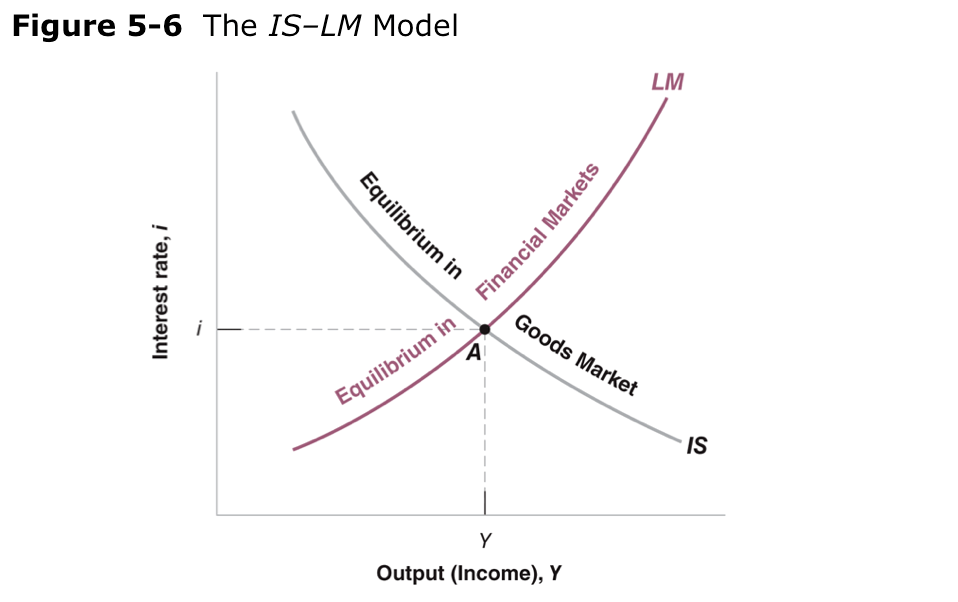 Figure 5-6 The IS–LM Model
LM
Equilibrium in
Financial Markets
Interest rate, i
i
Equilibrium in
A
Goods Market
IS
Y
Output (Income), Y